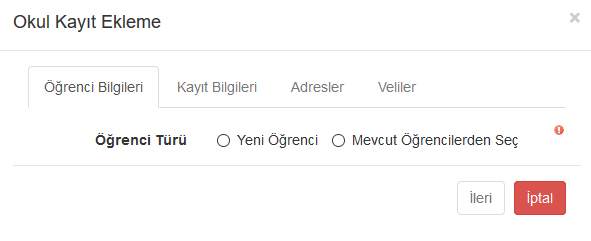 Okul Kayıt Ekleme ×
Öğrenci Bilgileri Kayıt Bilgileri Adresler Veliler
Öğrenci Türü Yeni Öğrenci Mevcut Öğrencilerden Seç
İleri İptal